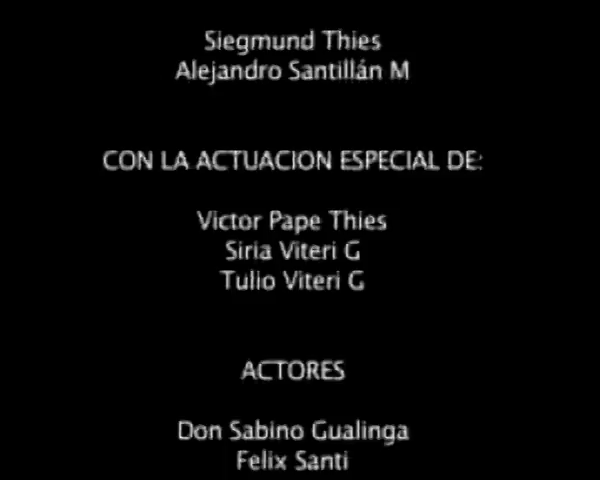 Siegmund Thies
Alejandro Santillán M
CON LA ACTUACION ESPECIAL DE:
Victor Pape Thies
Siria Viteri G
Tulio Viteri G
ACTORES
Don Sabino Gualinga
Felix Santi